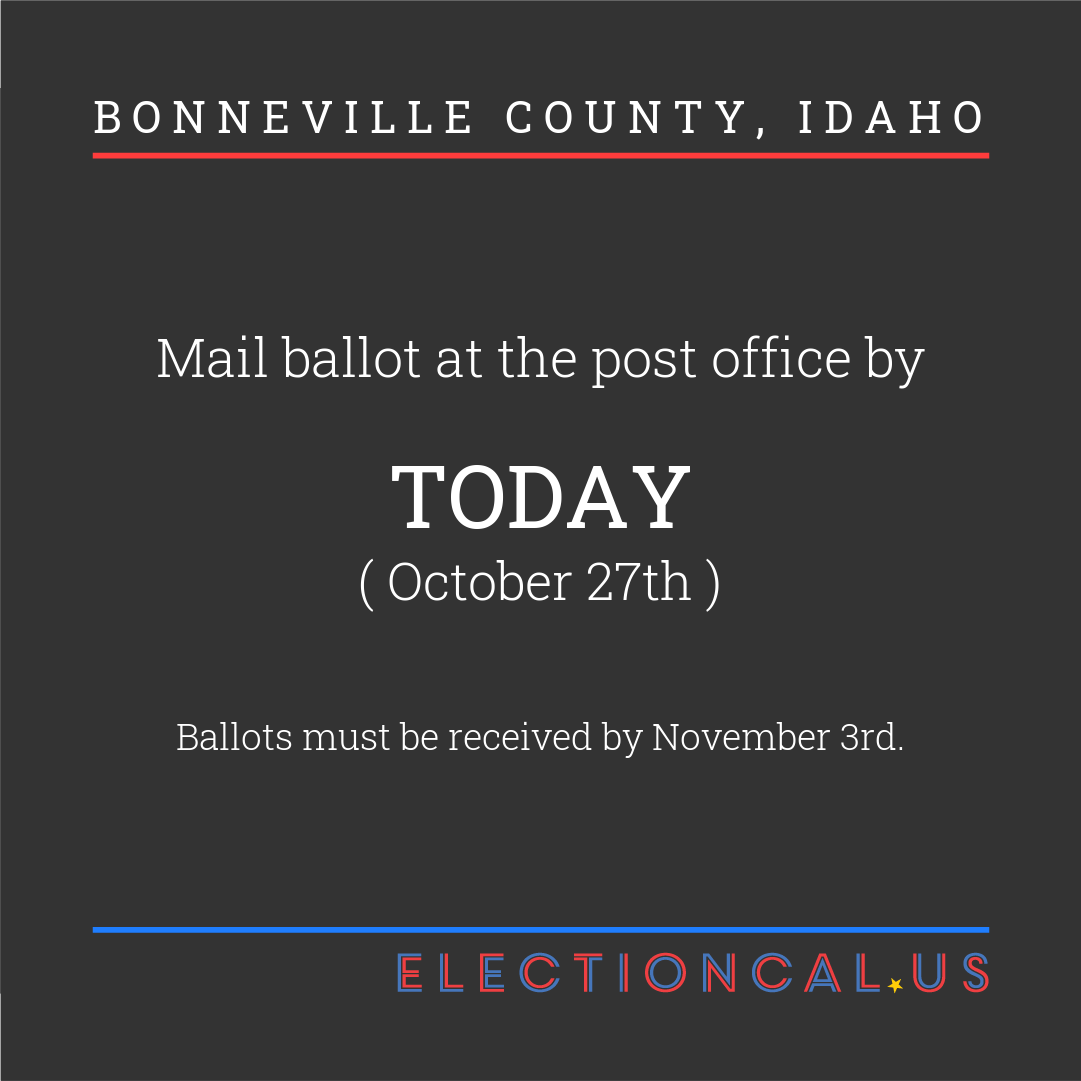 BONNEVILLE COUNTY, IDAHO
Mail ballot at the post office by
TODAY
( October 27th )
Ballots must be received by November 3rd.
ELECTIONCAL.US